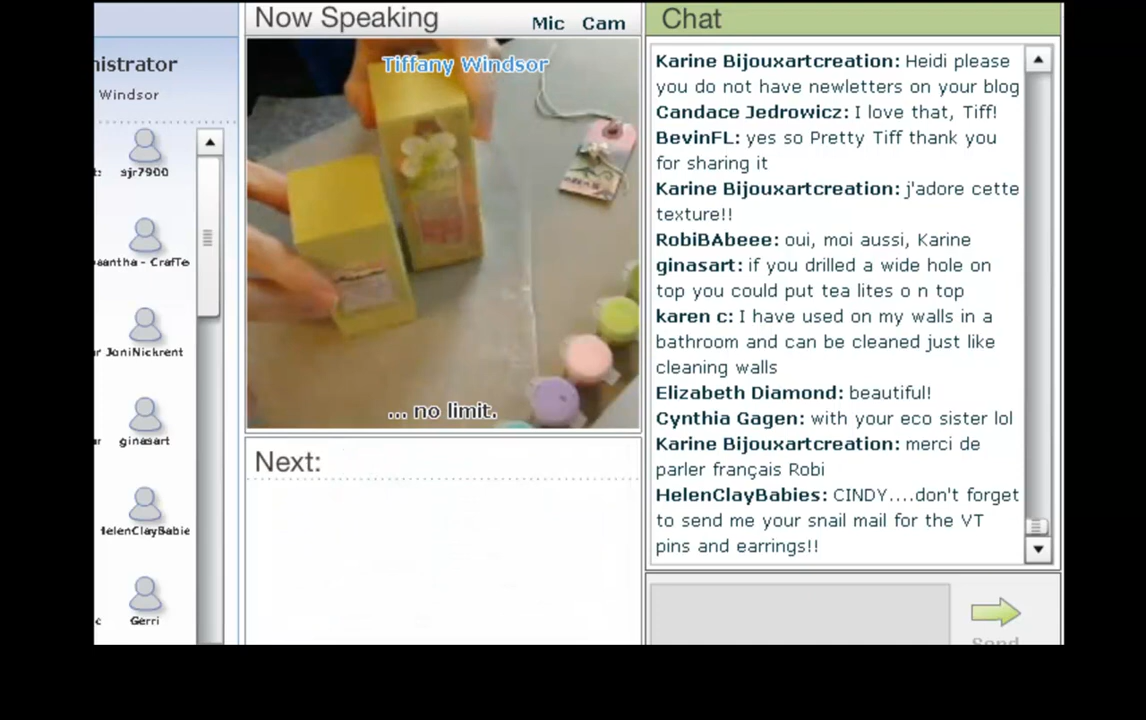 nistrator
Windsor
sjr7900
JoniNickrent
ginasart
Gerri
Now Speaking
Mic Cam
Tiffany Windsor
... no limit.
Next:
Chat
Karine Bijouxartcreation: Heidi please
you do not have newletters on your blog
Candace Jedrowicz: I love that, Tiff!
BevinFL: yes so Pretty Tiff thank you
for sharing it
Karine Bijouxartcreation: j'adore cette
texture!!
RobiBAbeee: oui, moi aussi, Karine
ginasart: if you drilled a wide hole on
top you could put tea lites o n top
karen c: I have used on my walls in a
bathroom and can be cleaned just like
cleaning walls
Elizabeth Diamond: beautiful!
Cynthia Gagen: with your eco sister lol
Karine Bijouxartcreation: merci de
parler français Robi
HelenClayBabies: CINDY....don't forget
to send me your snail mail for the VT
pins and earrings!!
Send